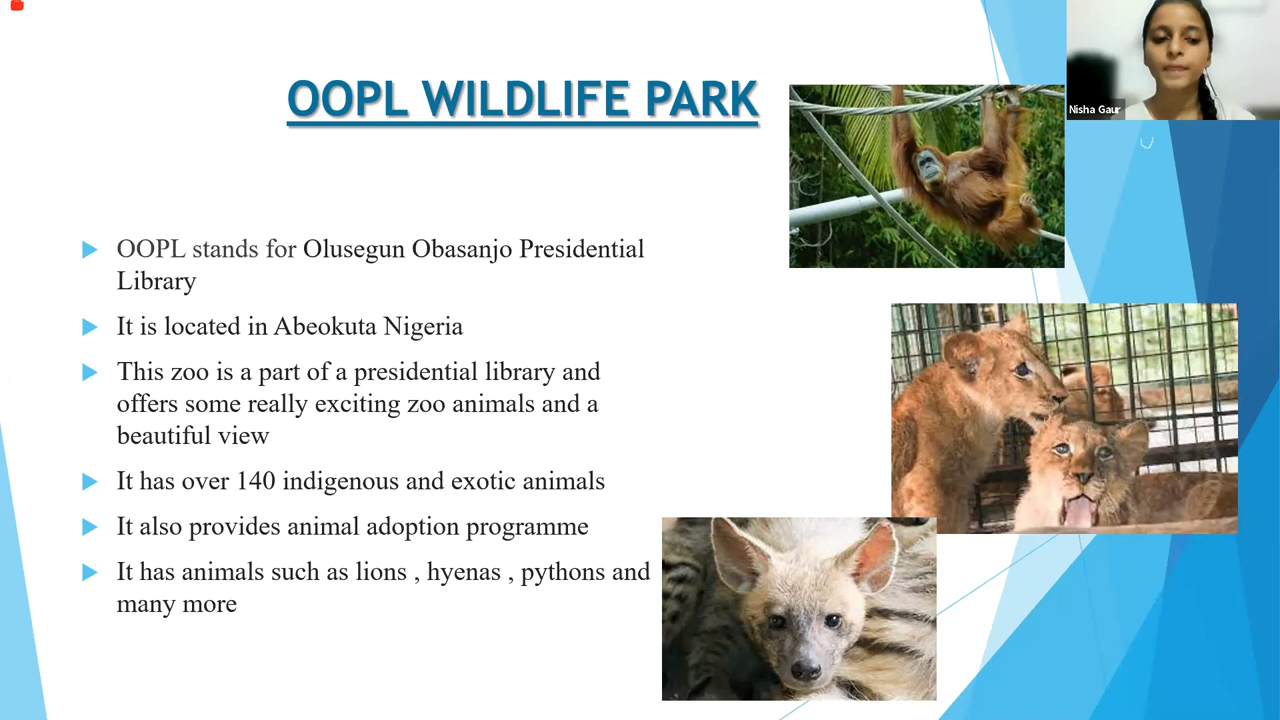 OOPL WILDLIFE PARK
Nisha Gaur
OOPL stands for Olusegun Obasanjo Presidential
Library
It is located in Abeokuta Nigeria
This zoo is a part of a presidential library and
offers some really exciting zoo animals and a
beautiful view
It has over 140 indigenous and exotic animals
It also provides animal adoption programme
It has animals such as lions , hyenas , pythons and
many more